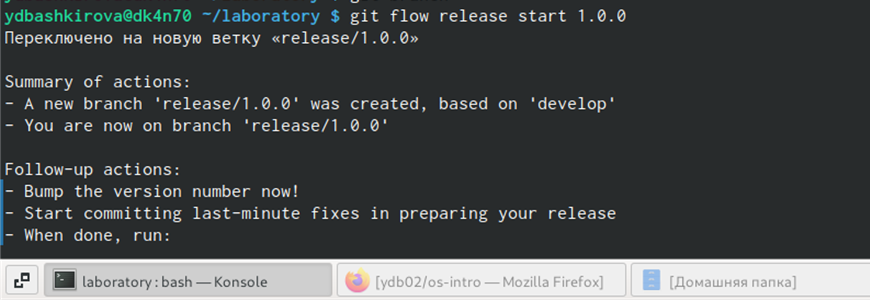 ydbashkirova@dk4n70 ~/laboratory $ git flow release start 1.0.0
Переключено на новую ветку «release/1.0.0»
Summary of actions:
- A new branch 'release/1.0.0' was created, based on 'develop'
- You are now on branch 'release/1.0.0'
Follow-up actions:
- Bump the version number now!
- Start committing last-minute fixes in preparing your release
- When done, run:
laboratory : bash — Konsole
[ydb02/os-intro — Mozilla Firefox]
[Домашняя папка]